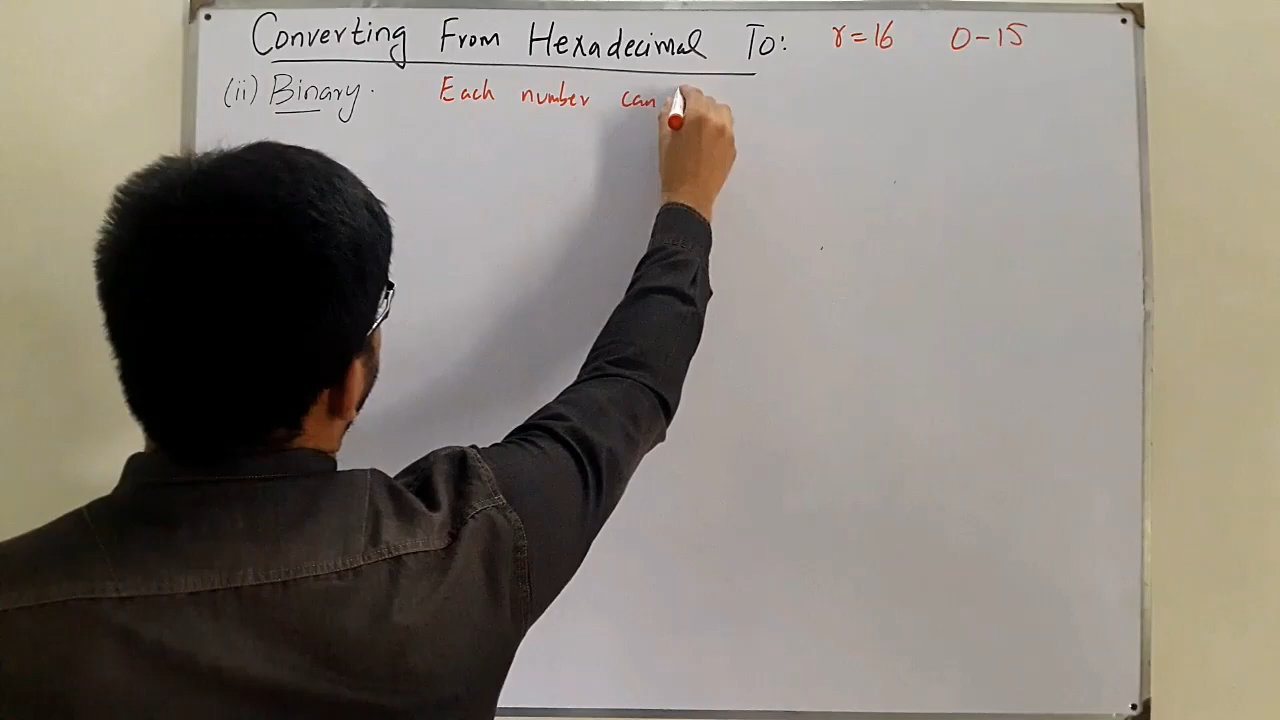 Converting From Hexadecimal To: r=16 0-15
(ii) Binary. Each number can